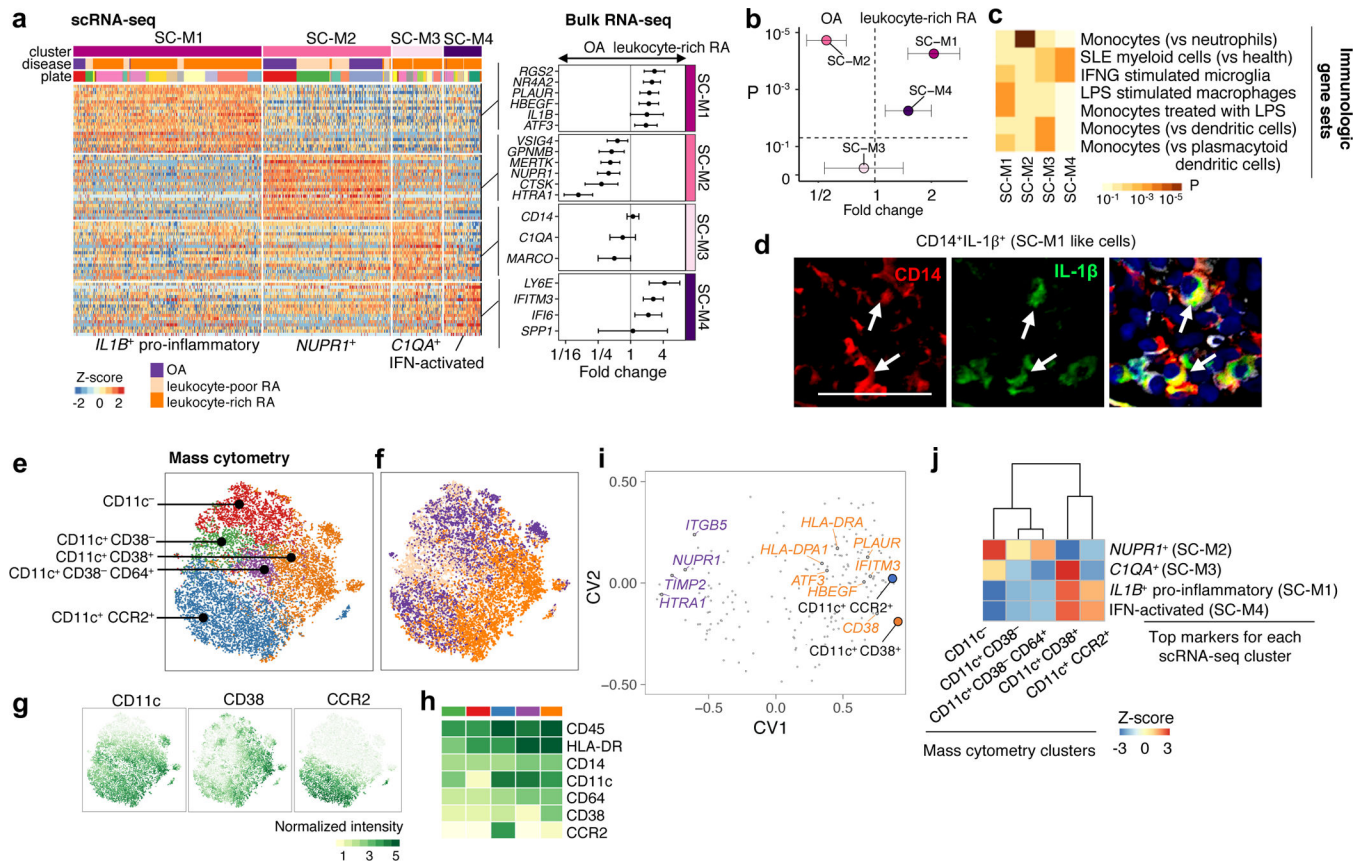 a
scRNA-seq
SC-M1
SC-M2
SC-M3
SC-M4
cluster
disease
plate
IL1B+ pro-inflammatory
NUPR1+
C1QA+
IFN-activated
Z-score
-2 0 2
OA
leukocyte-poor RA
leukocyte-rich RA
Bulk RNA-seq
OA leukocyte-rich RA
RGS2
NR4A2
PLAUR
HBEGF
IL1B
ATF3
SC-M1
VSIG4
GPNMB
MERTK
NUPR1
CTSK
HTRA1
SC-M2
CD14
C1QA
MARCO
SC-M3
LY6E
IFITM3
IFI6
SPP1
SC-M4
1/16 1/4 1 4
Fold change
b
OA leukocyte-rich RA
10-5
10-3
10-1
0
P
SC-M1
SC-M2
SC-M4
SC-M3
1/2 1 2
Fold change
c
Monocytes (vs neutrophils)
SLE myeloid cells (vs health)
IFNG stimulated microglia
LPS stimulated macrophages
Monocytes treated with LPS
Monocytes (vs dendritic cells)
Monocytes (vs plasmacytoid
dendritic cells)
Immunologic
gene sets
SC-M1
SC-M2
SC-M3
SC-M4
P
10-1 10-3 10-5
d
CD14+IL-1β+ (SC-M1 like cells)
CD14
IL-1β
e
Mass cytometry
CD11c–
CD11c+ CD38–
CD11c+ CD38+
CD11c+ CD38– CD64+
CD11c+ CCR2+
f
g
CD11c
CD38
CCR2
Normalized intensity
1 3 5
h
CD45
HLA-DR
CD14
CD11c
CD64
CD38
CCR2
i
0.50
0.00
−0.50
CV2
ITGB5
NUPR1
TIMP2
HTRA1
HLA-DRA
HLA-DPA1
PLAUR
IFITM3
ATF3
HBEGF
CD11c+ CCR2+
CD38
CD11c+ CD38+
−0.5 0.0 0.5
CV1
j
NUPR1+ (SC-M2)
C1QA+ (SC-M3)
IL1B+ pro-inflammatory (SC-M1)
IFN-activated (SC-M4)
CD11c–
CD11c+ CD38–
CD11c+ CD38– CD64+
CD11c+ CD38+
CD11c+ CCR2+
Top markers for each
scRNA-seq cluster
Mass cytometry clusters
Z-score
-3 0 3